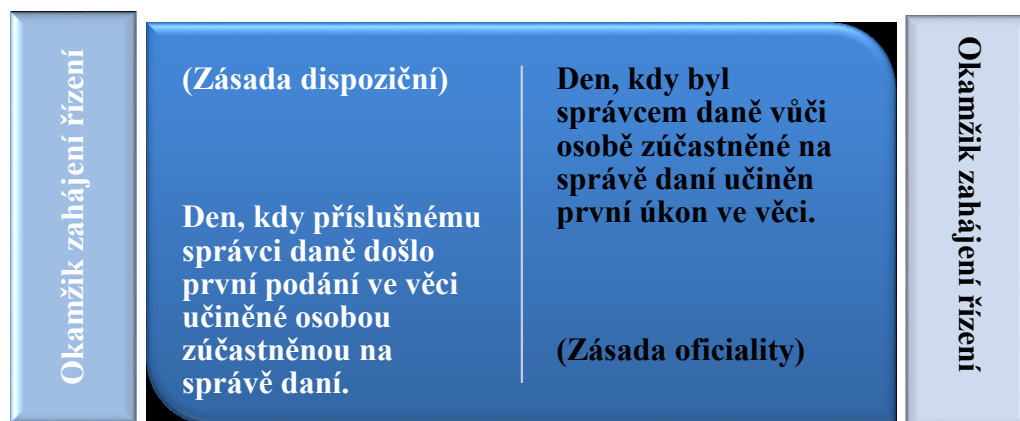 Okamžik zahájení řízení
(Zásada dispoziční)
Den, kdy příslušnému
správci daně došlo
první podání ve věci
učiněné osobou
zúčastněnou na
správě daní.
Den, kdy byl
správcem daně vůči
osobě zúčastněné na
správě daní učiněn
první úkon ve věci.
(Zásada oficiality)
Okamžik zahájení řízení